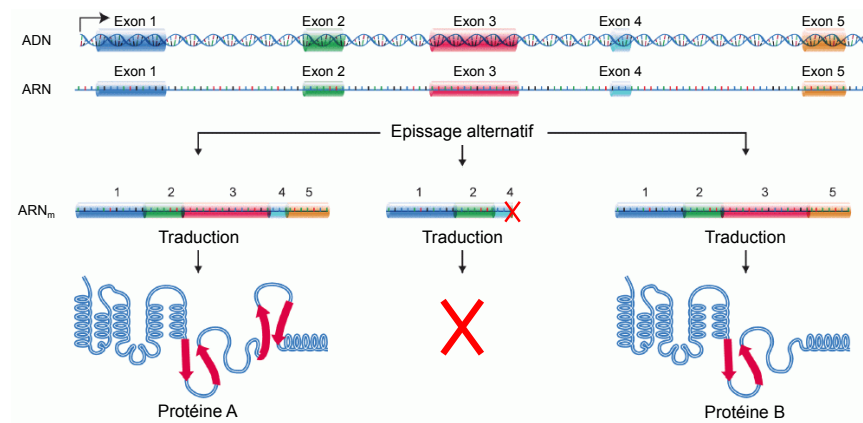 Exon 1 Exon 2 Exon 3 Exon 4 Exon 5
ADN
Exon 1 Exon 2 Exon 3 Exon 4 Exon 5
ARN
Epissage alternatif
1 2 3 4 5 1 2 4 1 2 3 5
ARNm
Traduction Traduction Traduction
Protéine A Protéine B